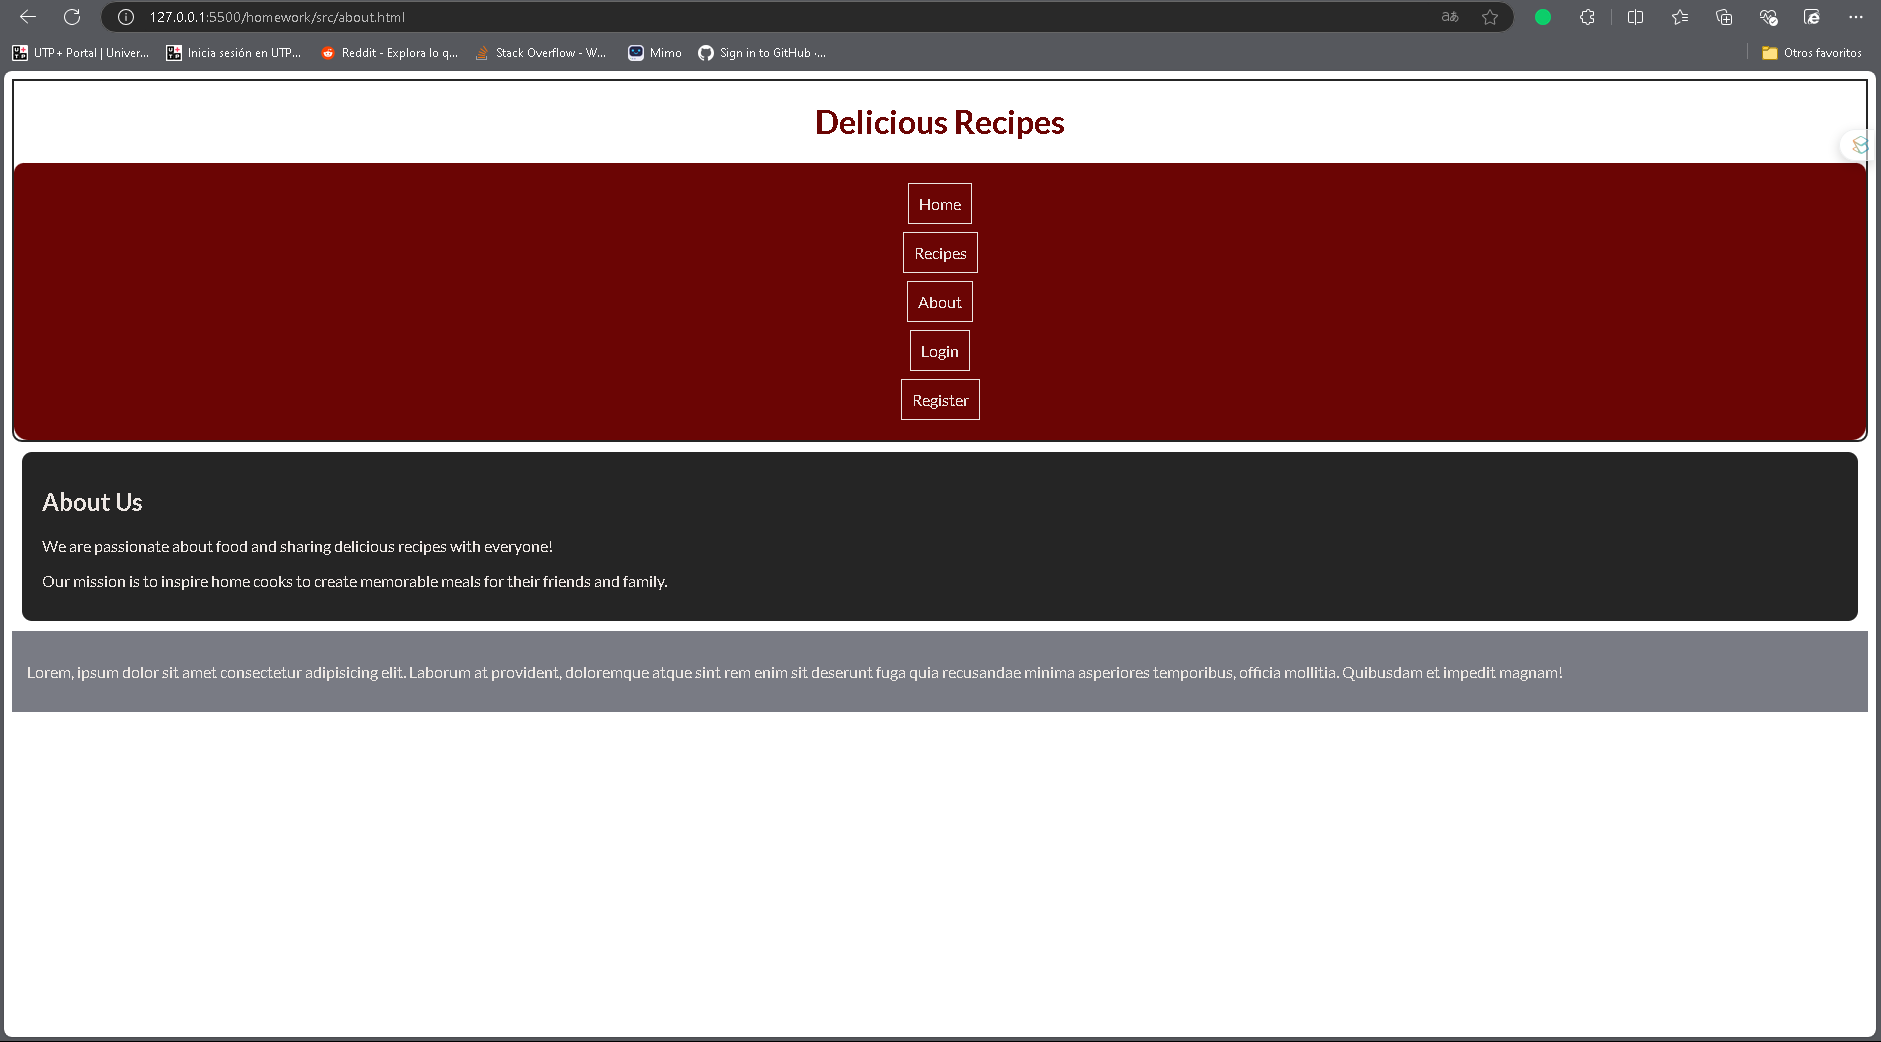 127.0.0.1:5500/homework/src/about.html
aあ
UTP+ Portal | Univer...
Inicia sesión en UTP...
Reddit - Explora lo q...
Stack Overflow - W...
Mimo
Sign in to GitHub ·...
Otros favoritos
Delicious Recipes
Home
Recipes
About
Login
Register
About Us
We are passionate about food and sharing delicious recipes with everyone!
Our mission is to inspire home cooks to create memorable meals for their friends and family.
Lorem, ipsum dolor sit amet consectetur adipisicing elit. Laborum at provident, doloremque atque sint rem enim sit deserunt fuga quia recusandae minima asperiores temporibus, officia mollitia. Quibusdam et impedit magnam!